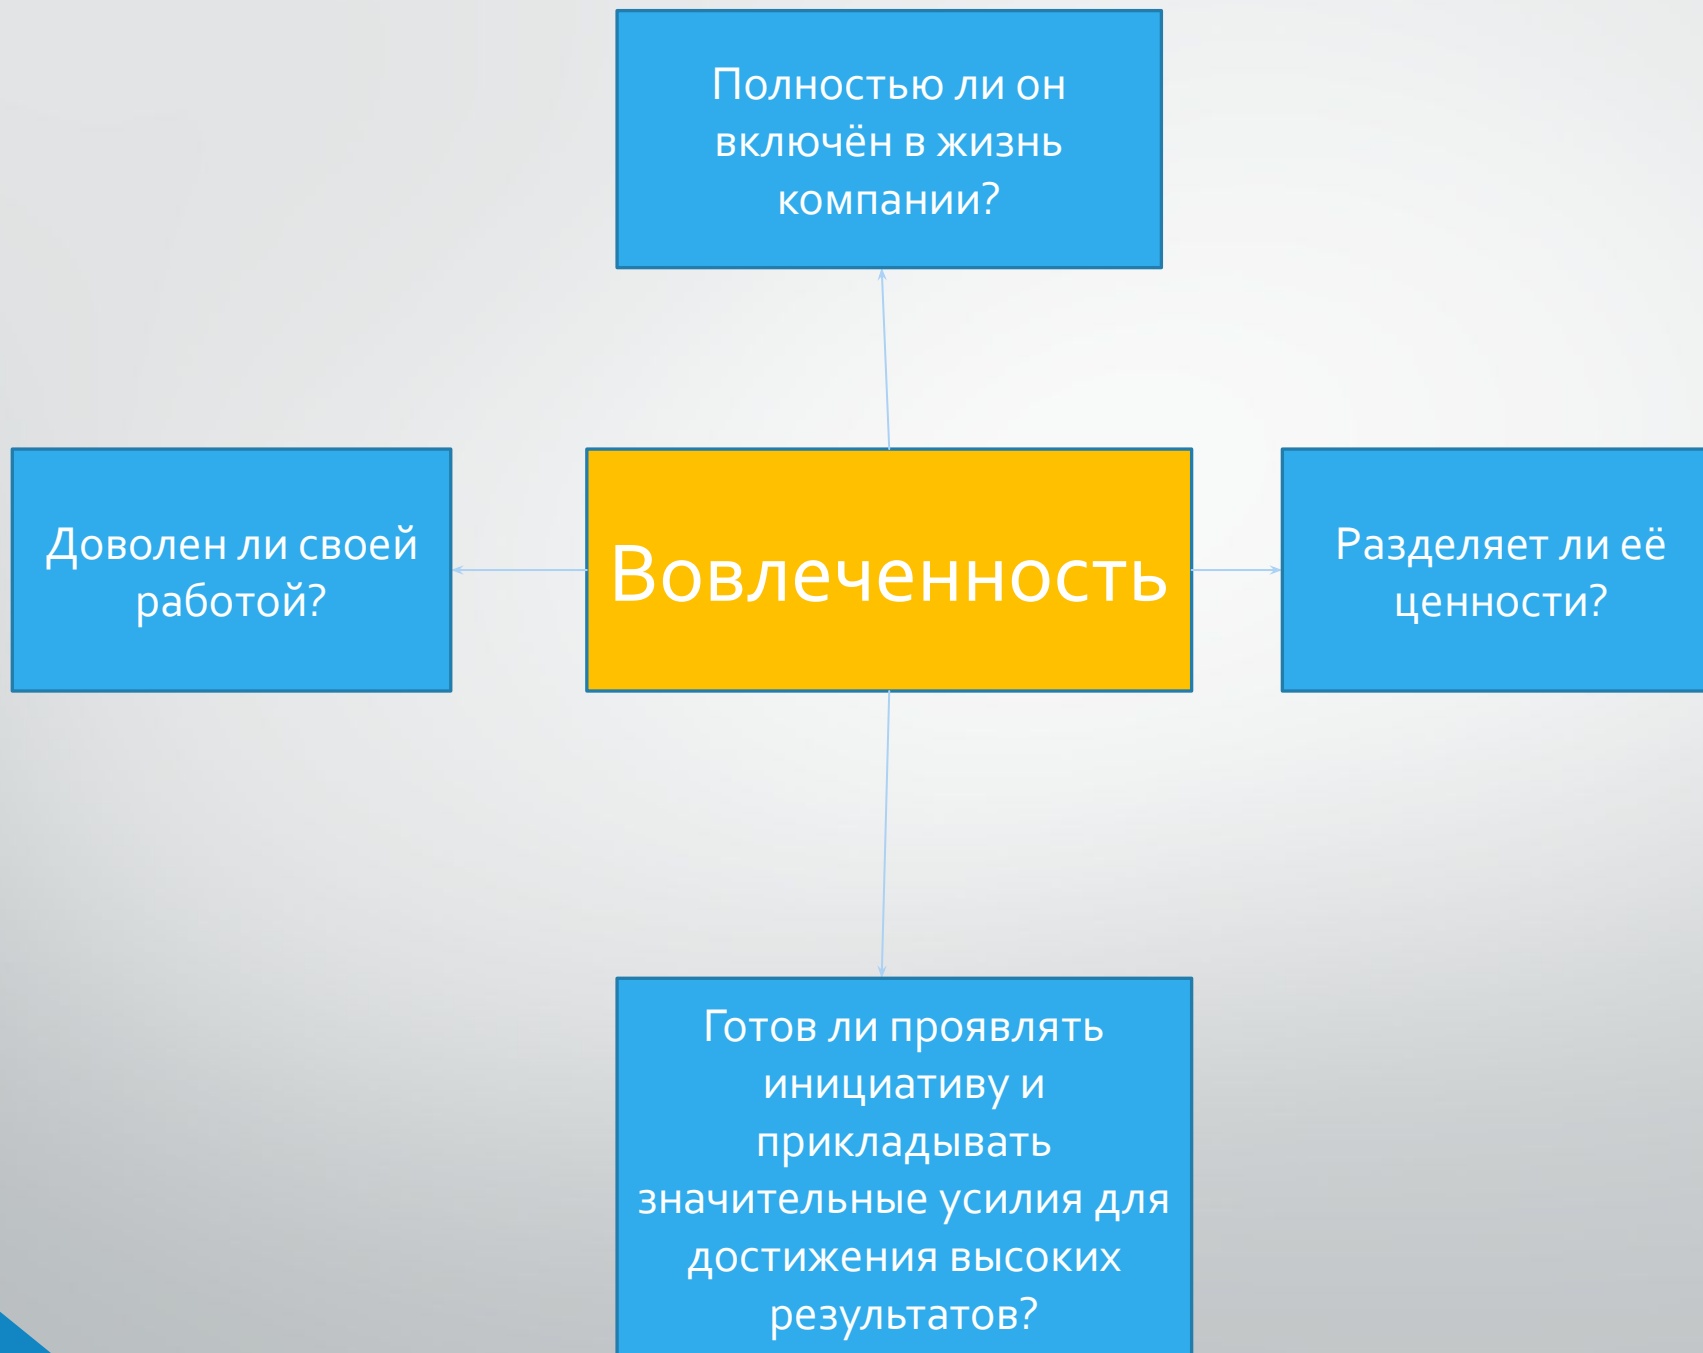 Полностью ли он
включён в жизнь
компании?
Доволен ли своей
работой?
Вовлеченность
Разделяет ли её
ценности?
Готов ли проявлять
инициативу и
прикладывать
значительные усилия для
достижения высоких
результатов?